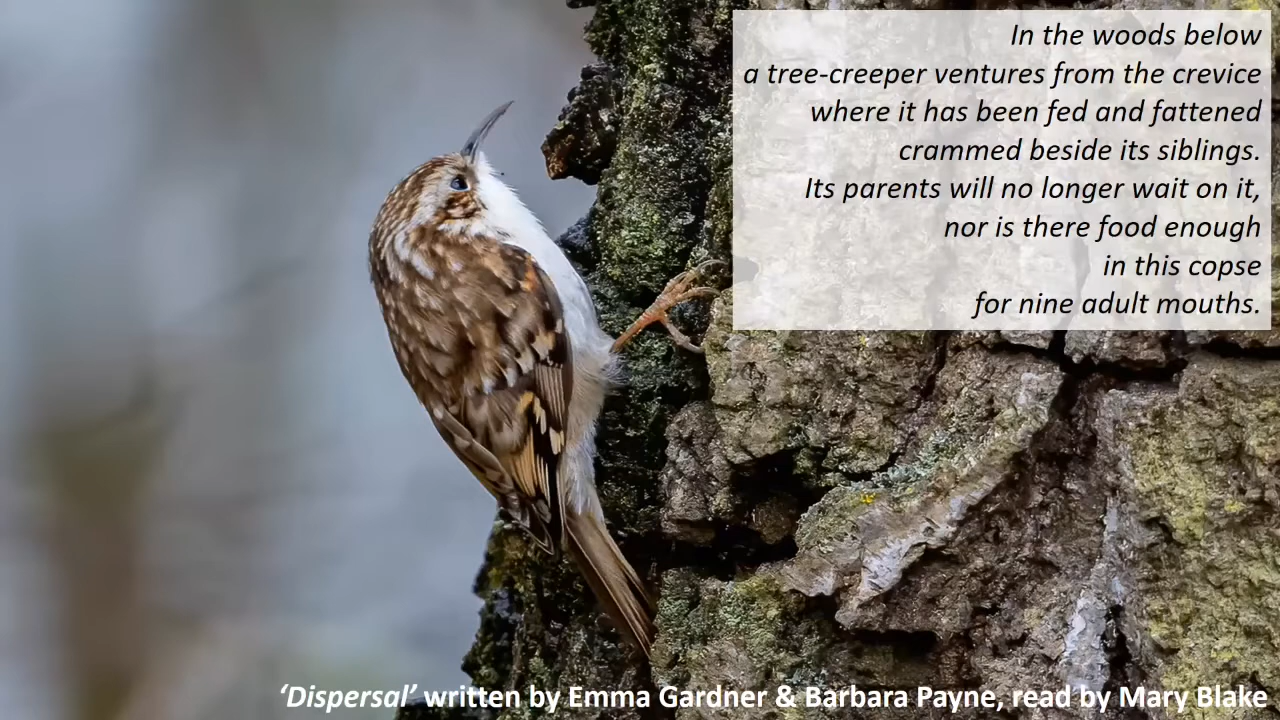 In the woods below
a tree-creeper ventures from the crevice
where it has been fed and fattened
crammed beside its siblings.
Its parents will no longer wait on it,
nor is there food enough
in this copse
for nine adult mouths.
‘Dispersal’ written by Emma Gardner & Barbara Payne, read by Mary Blake